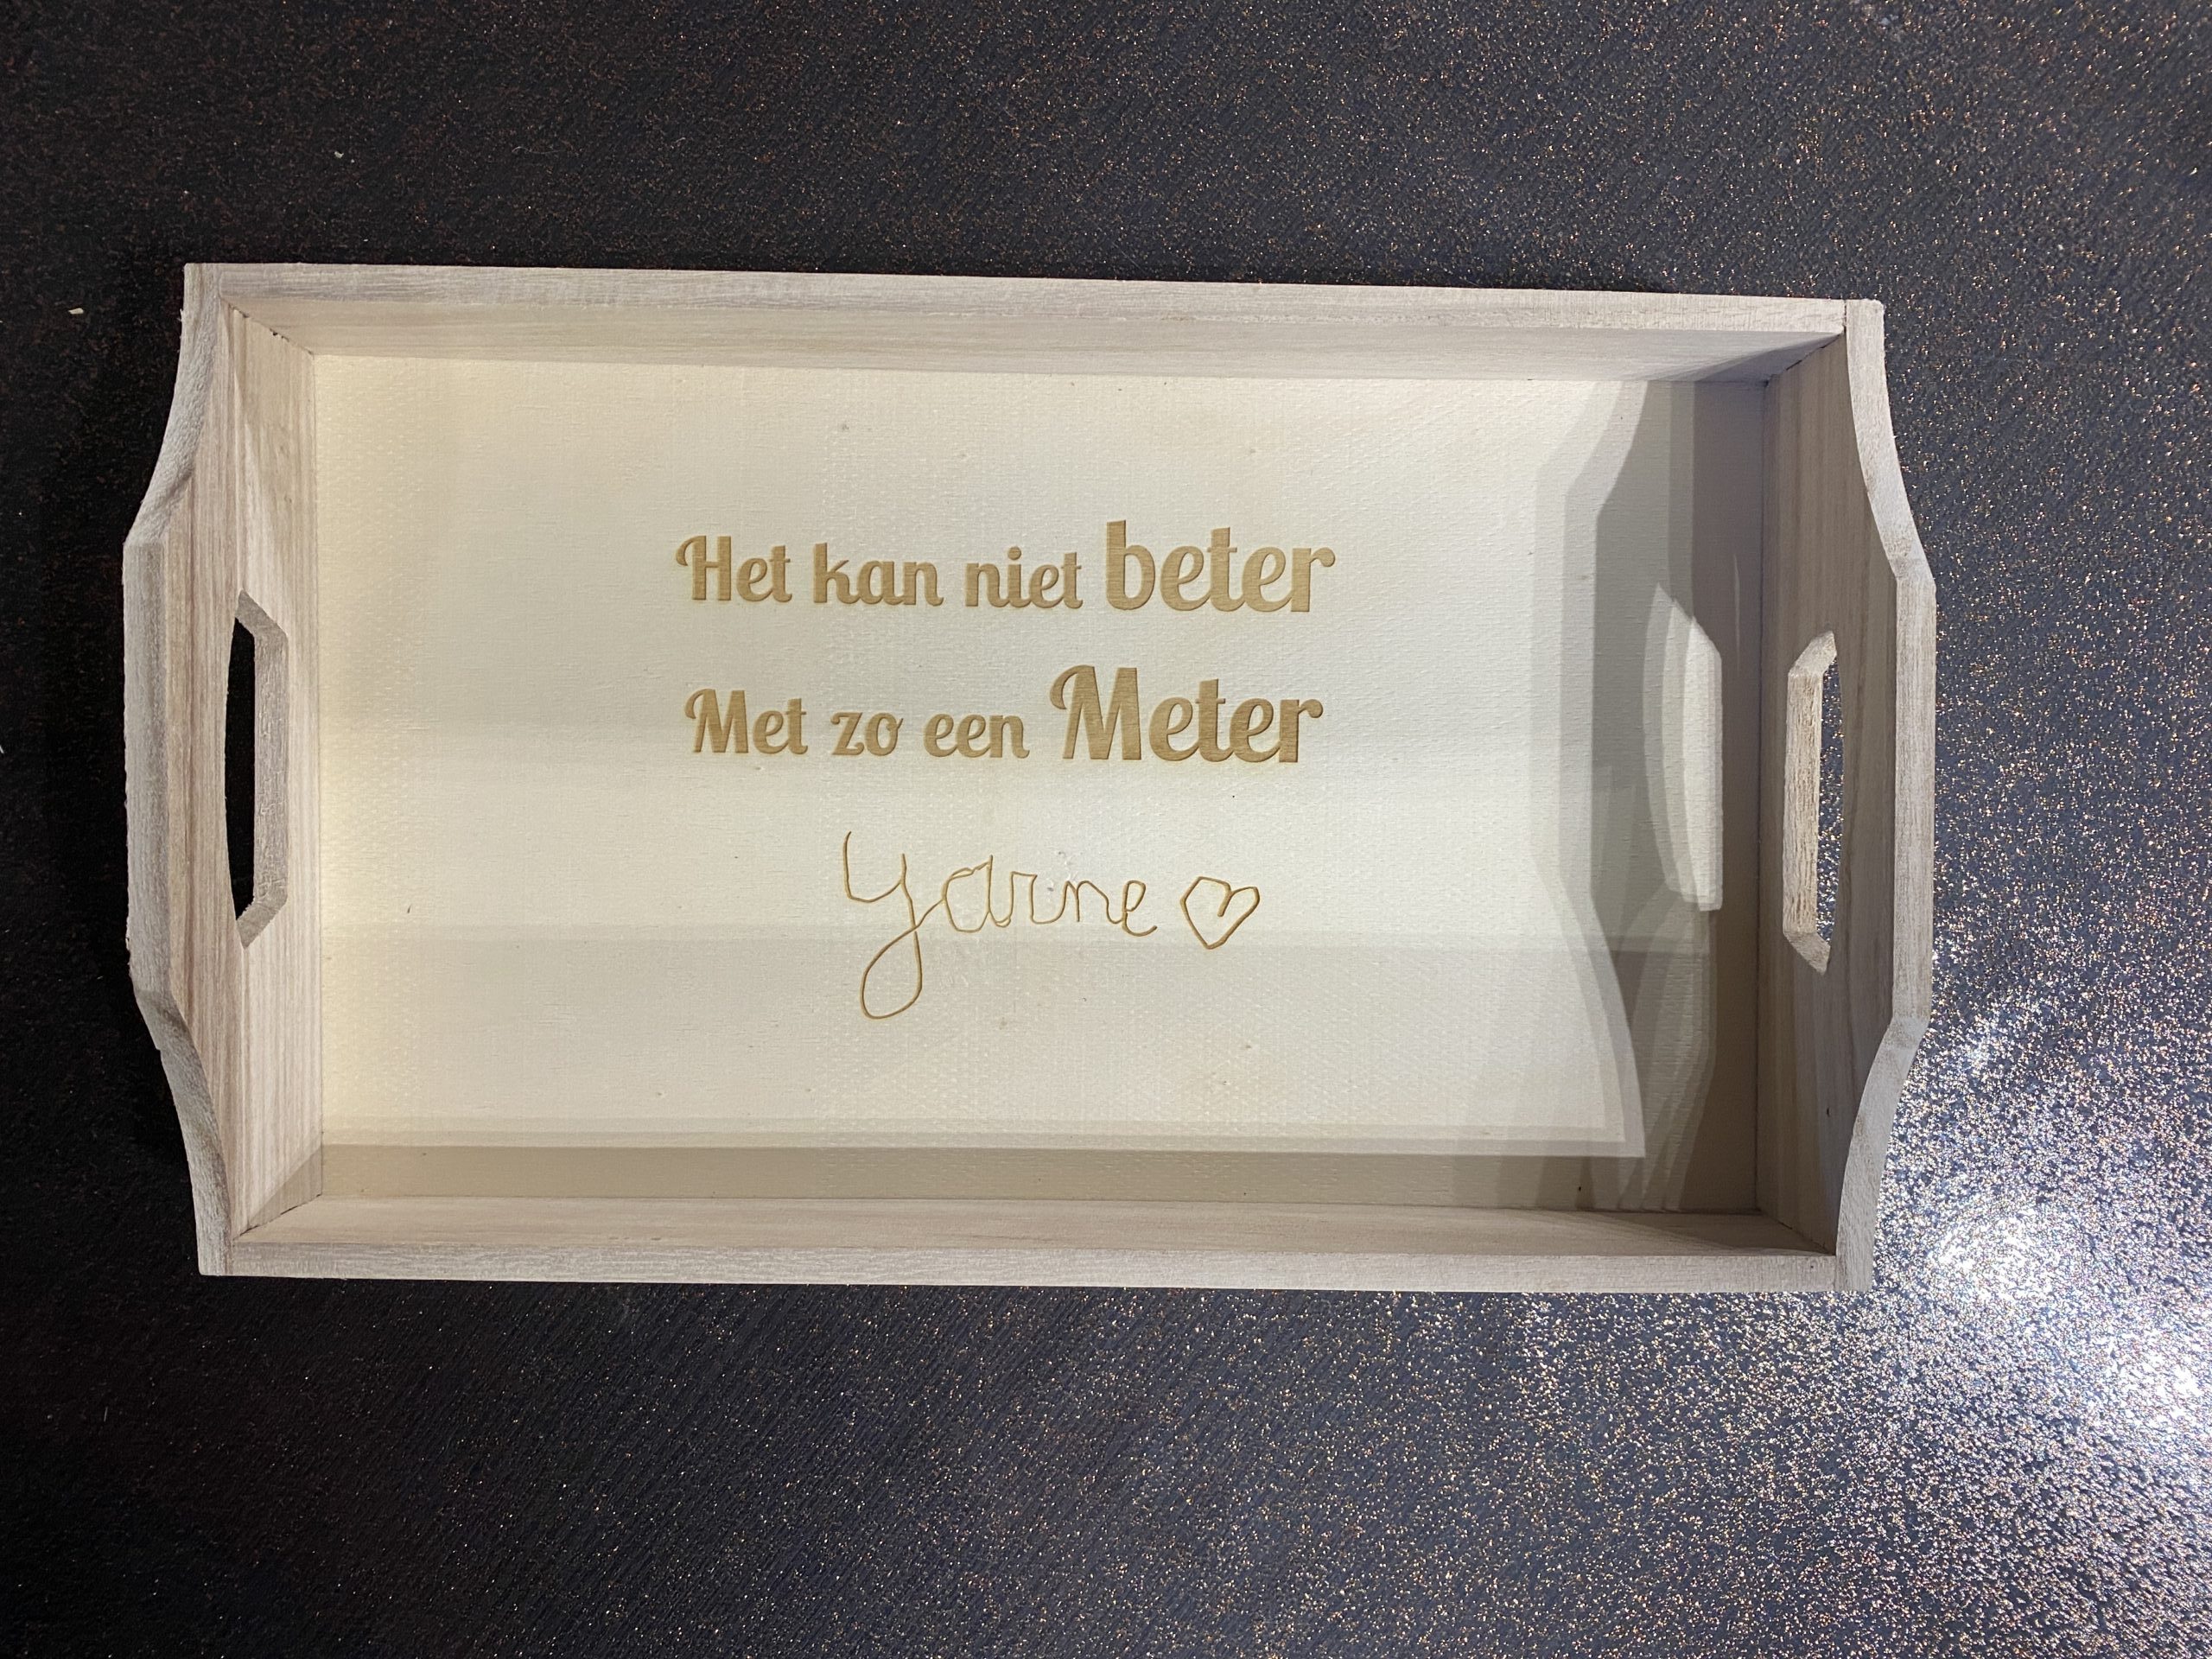 Het kan niet beter
Met zo een Meter
Yarne